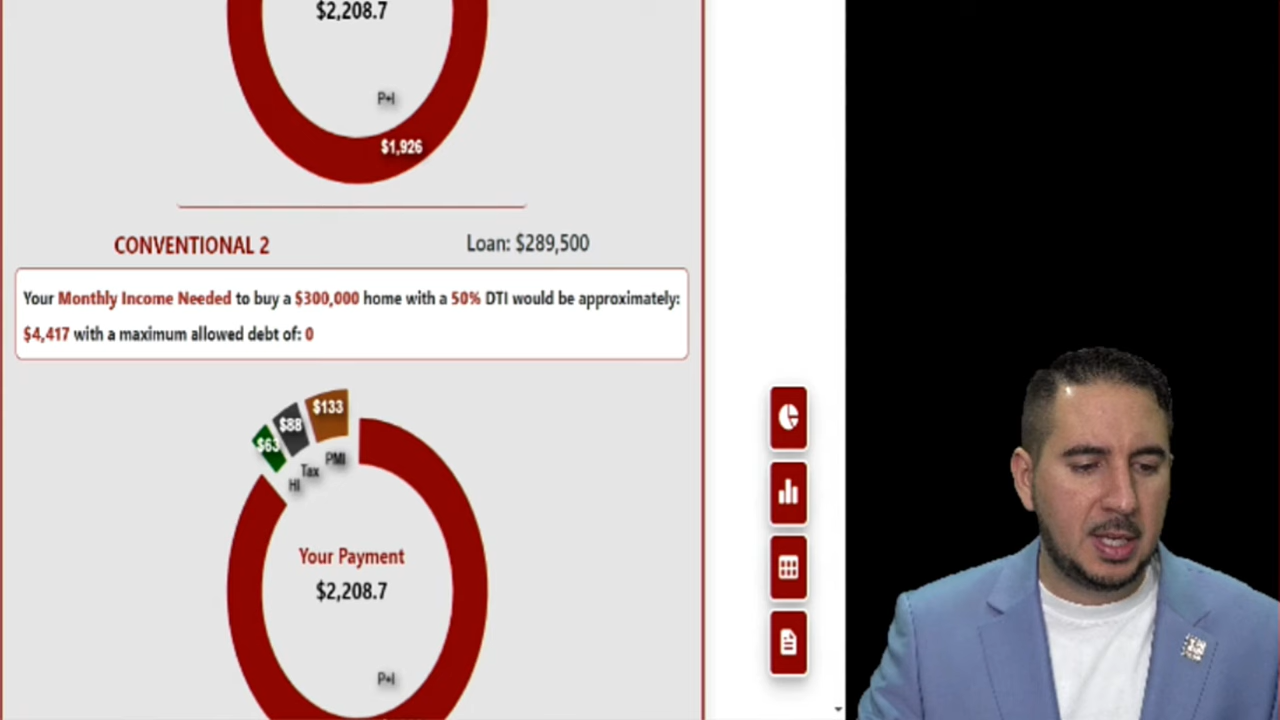 $2,208.7
P+I
$1,926
CONVENTIONAL 2
Loan: $289,500
Your Monthly Income Needed to buy a $300,000 home with a 50% DTI would be approximately:
$4,417 with a maximum allowed debt of: 0
$133
$88
$63
PMI
Tax
HI
Your Payment
$2,208.7
P+I